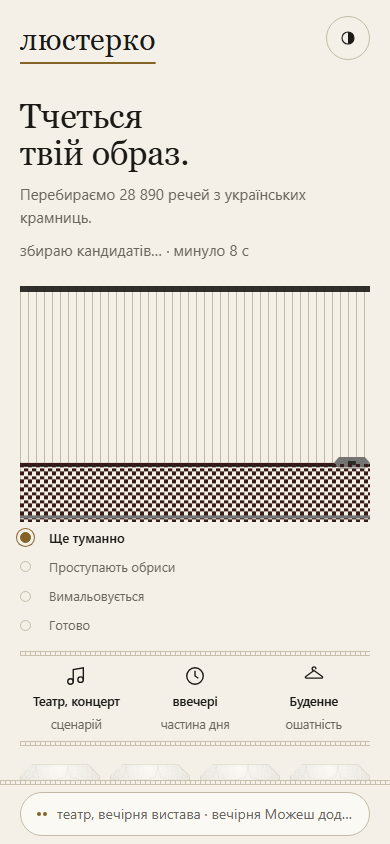 люстерко
Тчеться
твій образ.
Перебираємо 28 890 речей з українських
крамниць.
збираю кандидатів... · минуло 8 с
Ще туманно
Проступають обриси
Вимальовується
Готово
Театр, концерт ввечері Буденне
сценарій частина дня ошатність
театр, вечірня вистава · вечірня Можеш дод...